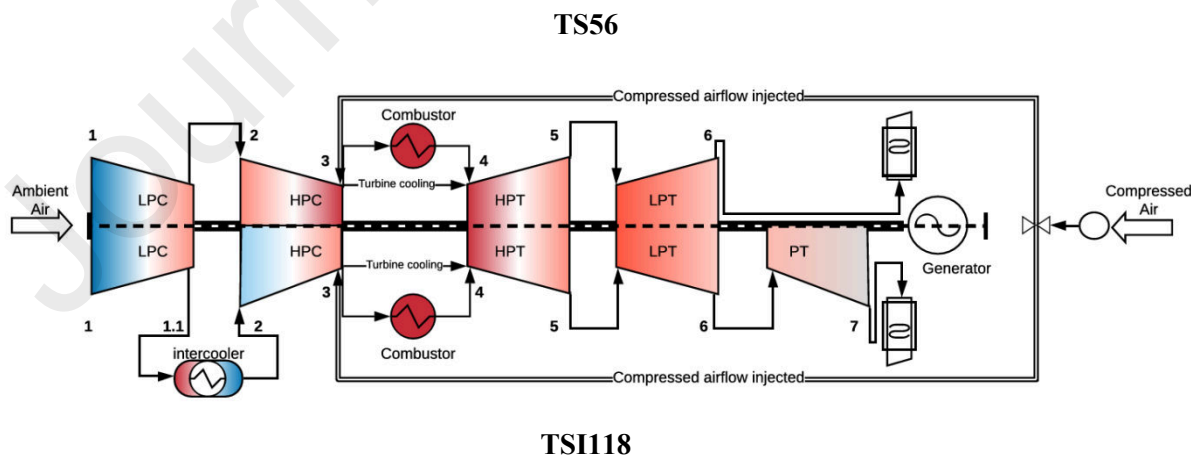 TS56
Compressed airflow injected
Combustor
1
2
3
4
5
6
Turbine cooling
Ambient
Air
LPC
HPC
HPT
LPT
Compressed
Air
LPC
HPC
HPT
LPT
PT
Generator
Turbine cooling
1
1.1
2
3
4
5
6
7
intercooler
Combustor
Compressed airflow injected
TSI118
Journ